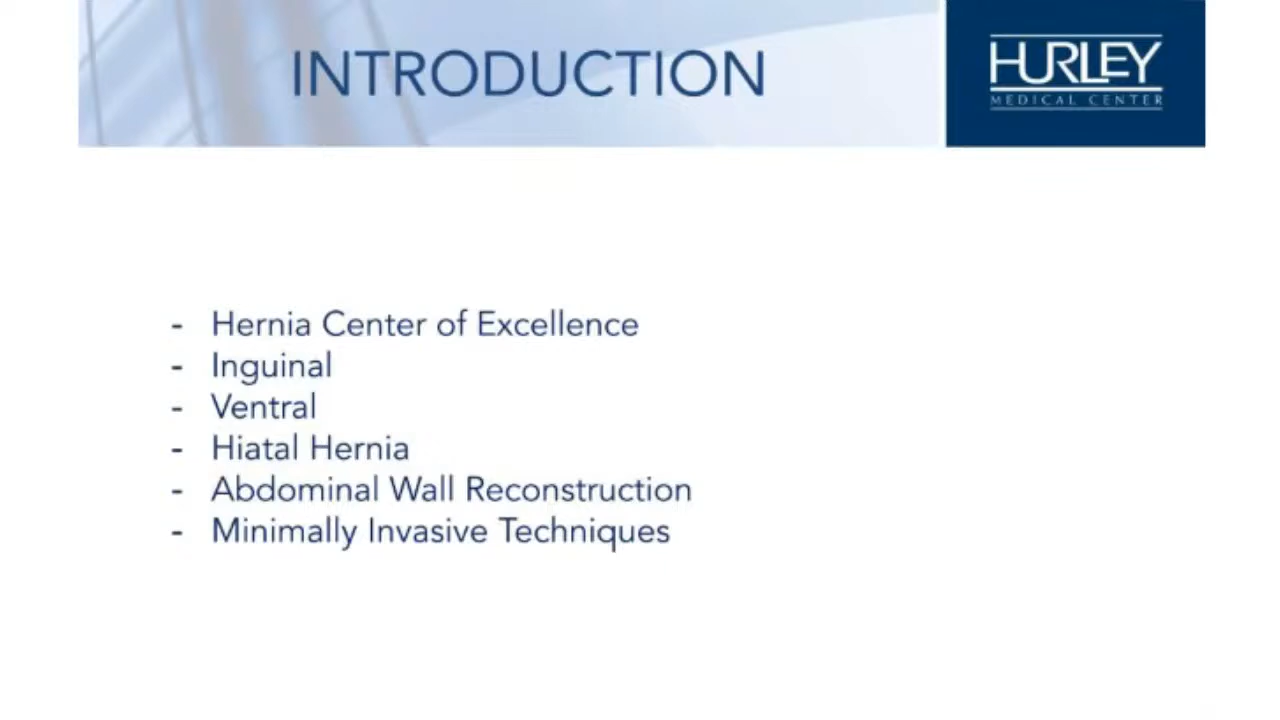 INTRODUCTION
HURLEY
MEDICAL CENTER
- Hernia Center of Excellence
- Inguinal
- Ventral
- Hiatal Hernia
- Abdominal Wall Reconstruction
- Minimally Invasive Techniques